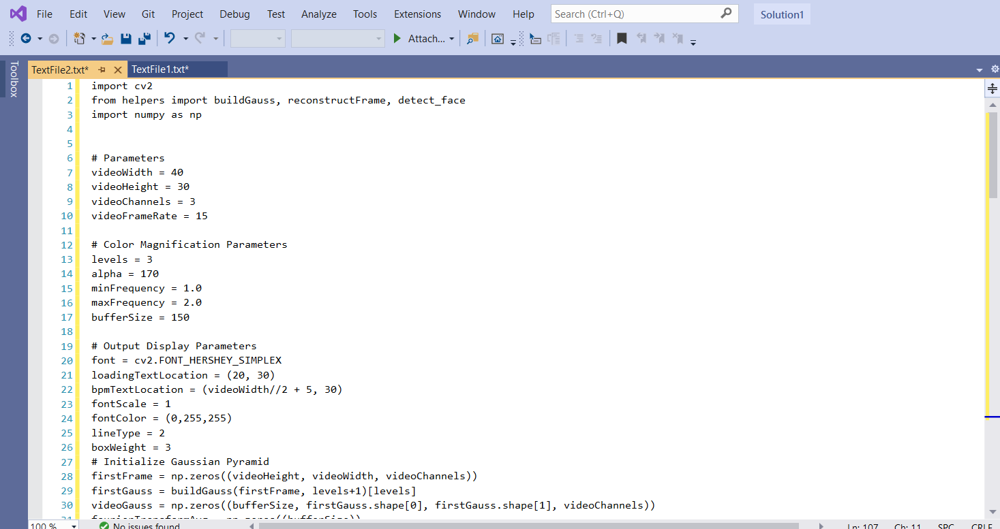 File Edit View Git Project Debug Test Analyze Tools Extensions Window Help Search (Ctrl+Q) Solution1
Attach...
Toolbox
TextFile2.txt* TextFile1.txt*
1 import cv2
2 from helpers import buildGauss, reconstructFrame, detect_face
3 import numpy as np
4
5
6 # Parameters
7 videoWidth = 40
8 videoHeight = 30
9 videoChannels = 3
10 videoFrameRate = 15
11
12 # Color Magnification Parameters
13 levels = 3
14 alpha = 170
15 minFrequency = 1.0
16 maxFrequency = 2.0
17 bufferSize = 150
18
19 # Output Display Parameters
20 font = cv2.FONT_HERSHEY_SIMPLEX
21 loadingTextLocation = (20, 30)
22 bpmTextLocation = (videoWidth//2 + 5, 30)
23 fontScale = 1
24 fontColor = (0,255,255)
25 lineType = 2
26 boxWeight = 3
27 # Initialize Gaussian Pyramid
28 firstFrame = np.zeros((videoHeight, videoWidth, videoChannels))
29 firstGauss = buildGauss(firstFrame, levels+1)[levels]
30 videoGauss = np.zeros((bufferSize, firstGauss.shape[0], firstGauss.shape[1], videoChannels))
31 fourierTransformAvg = np.zeros((bufferSize))
100 % No issues found Ln: 107 Ch: 11 SPC CRLF